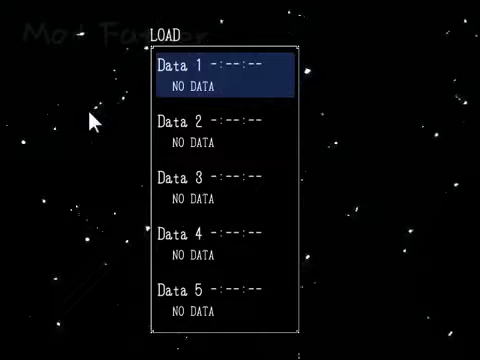 LOAD
Data 1 -:--:--
NO DATA
Data 2 -:--:--
NO DATA
Data 3 -:--:--
NO DATA
Data 4 -:--:--
NO DATA
Data 5 -:--:--
NO DATA